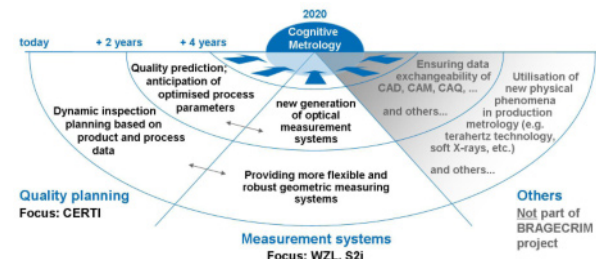 2020
Cognitive
Metrology
today
+ 2 years
+ 4 years
Quality prediction;
anticipation of
optimised process
parameters
Dynamic inspection
planning based on
product and process
data
new generation
of optical
measurement
systems
Providing more flexible and
robust geometric measuring
systems
Ensuring data
exchangeability of
CAD, CAM, CAQ, ...
and others...
Utilisation of
new physical
phenomena
in production
metrology (e.g.
terahertz technology,
soft X-rays, etc.)
and others...
Quality planning
Focus: CERTI
Measurement systems
Focus: WZL, S2i
Others
Not part of
BRAGECRIM
project